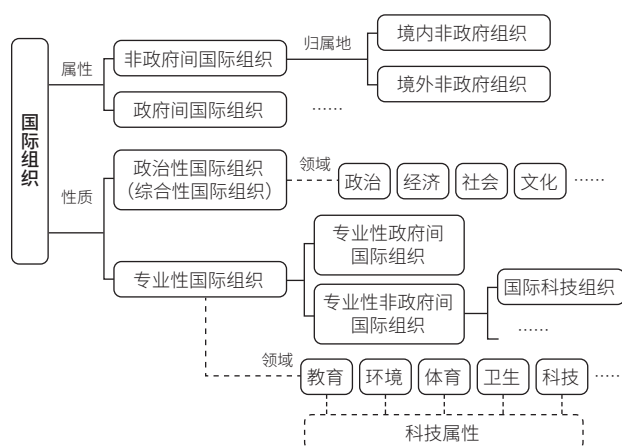 国际组织
属性
非政府间国际组织
归属地
境内非政府组织
境外非政府组织
政府间国际组织
……
性质
政治性国际组织
（综合性国际组织）
领域
政治
经济
社会
文化
……
专业性国际组织
专业性政府间
国际组织
专业性非政府间
国际组织
国际科技组织
……
领域
教育
环境
体育
卫生
科技
……
科技属性